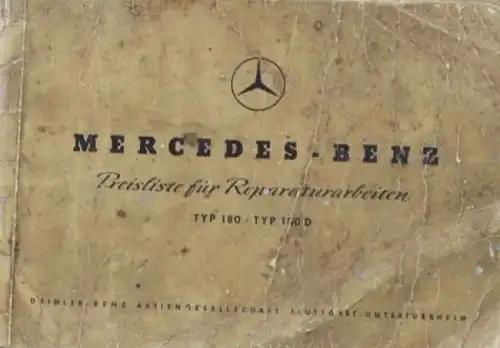 MERCEDES-BENZ
Preisliste für Reparaturarbeiten
TYP 180 - TYP 180 D
DAIMLER-BENZ AKTIENGESELLSCHAFT STUTTGART-UNTERTÜRKHEIM